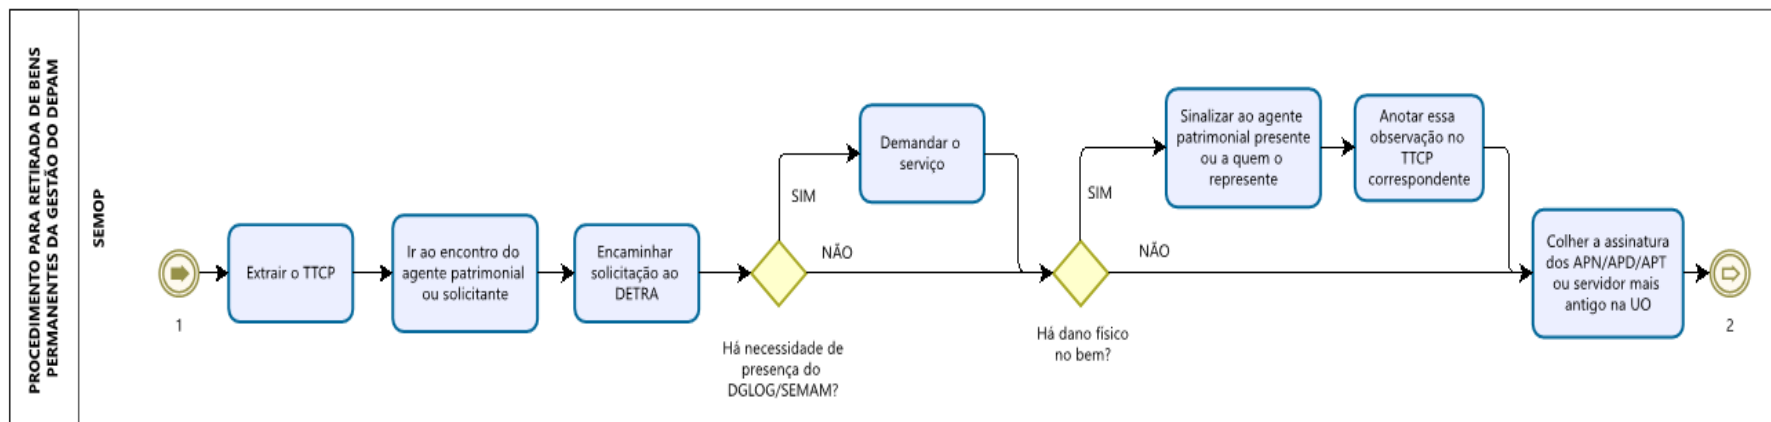 PROCEDIMENTO PARA RETIRADA DE BENS
PERMANENTES DA GESTÃO DO DEPAM
SEMOP
1
Extrair o TTCP
Ir ao encontro do
agente patrimonial
ou solicitante
Encaminhar
solicitação ao
DETRA
Há necessidade de
presença do
DGLOG/SEMAM?
SIM
NÃO
Demandar o
serviço
Há dano físico
no bem?
SIM
NÃO
Sinalizar ao agente
patrimonial presente
ou a quem o
represente
Anotar essa
observação no
TTCP
correspondente
Colher a assinatura
dos APN/APD/APT
ou servidor mais
antigo na UO
2